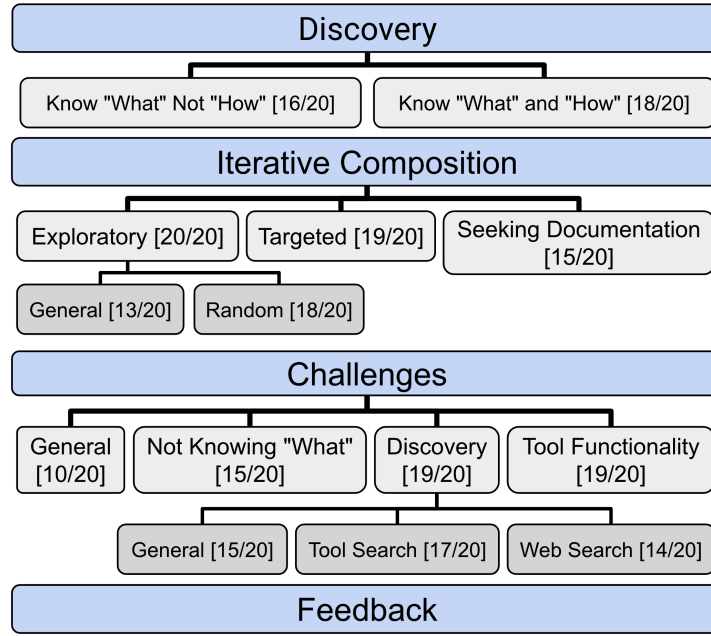 Discovery
Know "What" Not "How" [16/20]
Know "What" and "How" [18/20]
Iterative Composition
Exploratory [20/20]
Targeted [19/20]
Seeking Documentation
[15/20]
General [13/20]
Random [18/20]
Challenges
General
[10/20]
Not Knowing "What"
[15/20]
Discovery
[19/20]
Tool Functionality
[19/20]
General [15/20]
Tool Search [17/20]
Web Search [14/20]
Feedback